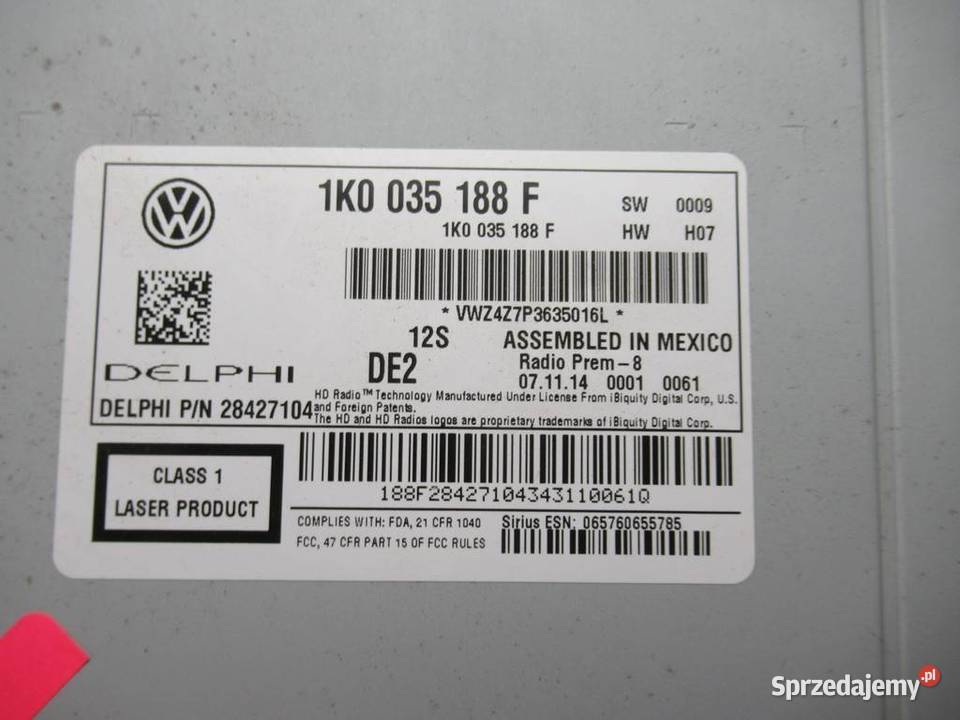 1K0 035 188 F
SW 0009
1K0 035 188 F
HW H07
* VWZ4Z7P3635016L *
12S
ASSEMBLED IN MEXICO
DE2
Radio Prem-8
DELPHI
07.11.14 0001 0061
HD Radio™ Technology Manufactured Under License From iBiquity Digital Corp, U.S.
DELPHI P/N 28427104
and Foreign Patents.
The HD and HD Radios logos are proprietary trademarks of iBiquity Digital Corp.
CLASS 1
LASER PRODUCT
188F28427104343110061Q
COMPLIES WITH: FDA, 21 CFR 1040
Sirius ESN: 065760655785
FCC, 47 CFR PART 15 OF FCC RULES
Sprzedajemy.pl